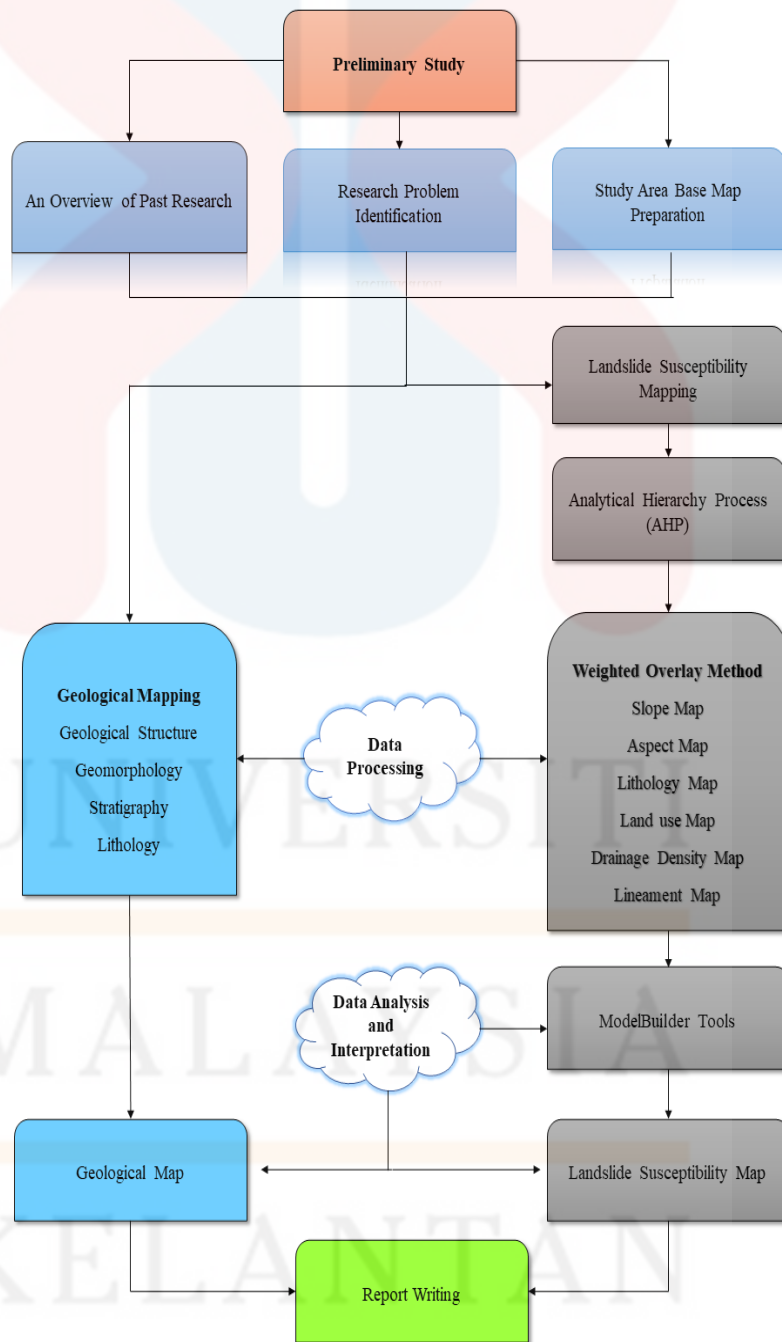 Preliminary Study
An Overview of Past Research
Research Problem
Identification
Study Area Base Map
Preparation
Landslide Susceptibility
Mapping
Analytical Hierarchy Process
(AHP)
Geological Mapping
Geological Structure
Geomorphology
Stratigraphy
Lithology
Data
Processing
Weighted Overlay Method
Slope Map
Aspect Map
Lithology Map
Land use Map
Drainage Density Map
Lineament Map
UNIVERSITI
Data Analysis
and
Interpretation
ModelBuilder Tools
MALAYSIA
Geological Map
Landslide Susceptibility Map
KELANTAN
Report Writing